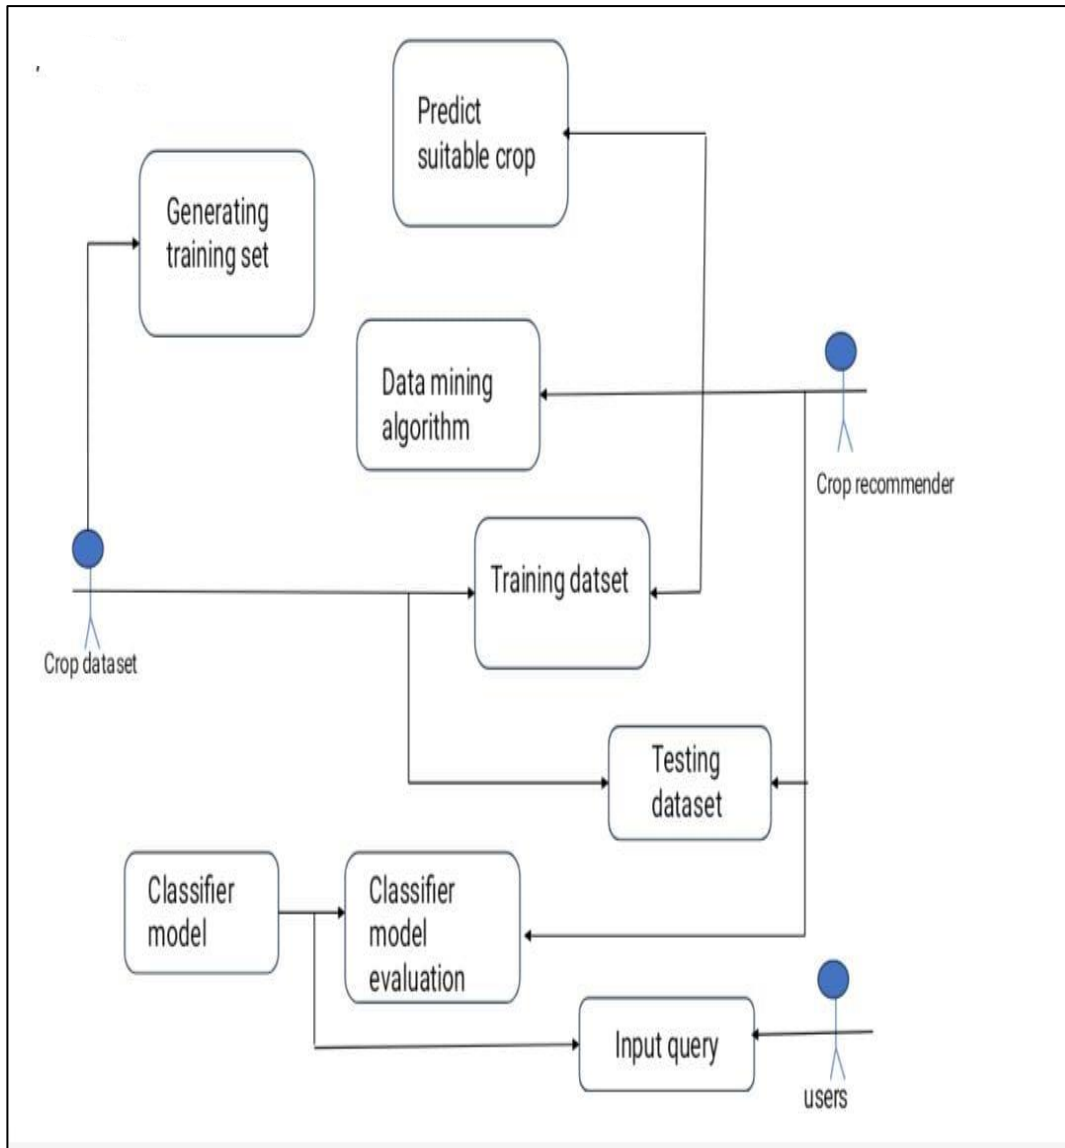 Predict
suitable crop
Generating
training set
Data mining
algorithm
Crop recommender
Training datset
Crop dataset
Testing
dataset
Classifier
model
Classifier
model
evaluation
Input query
users